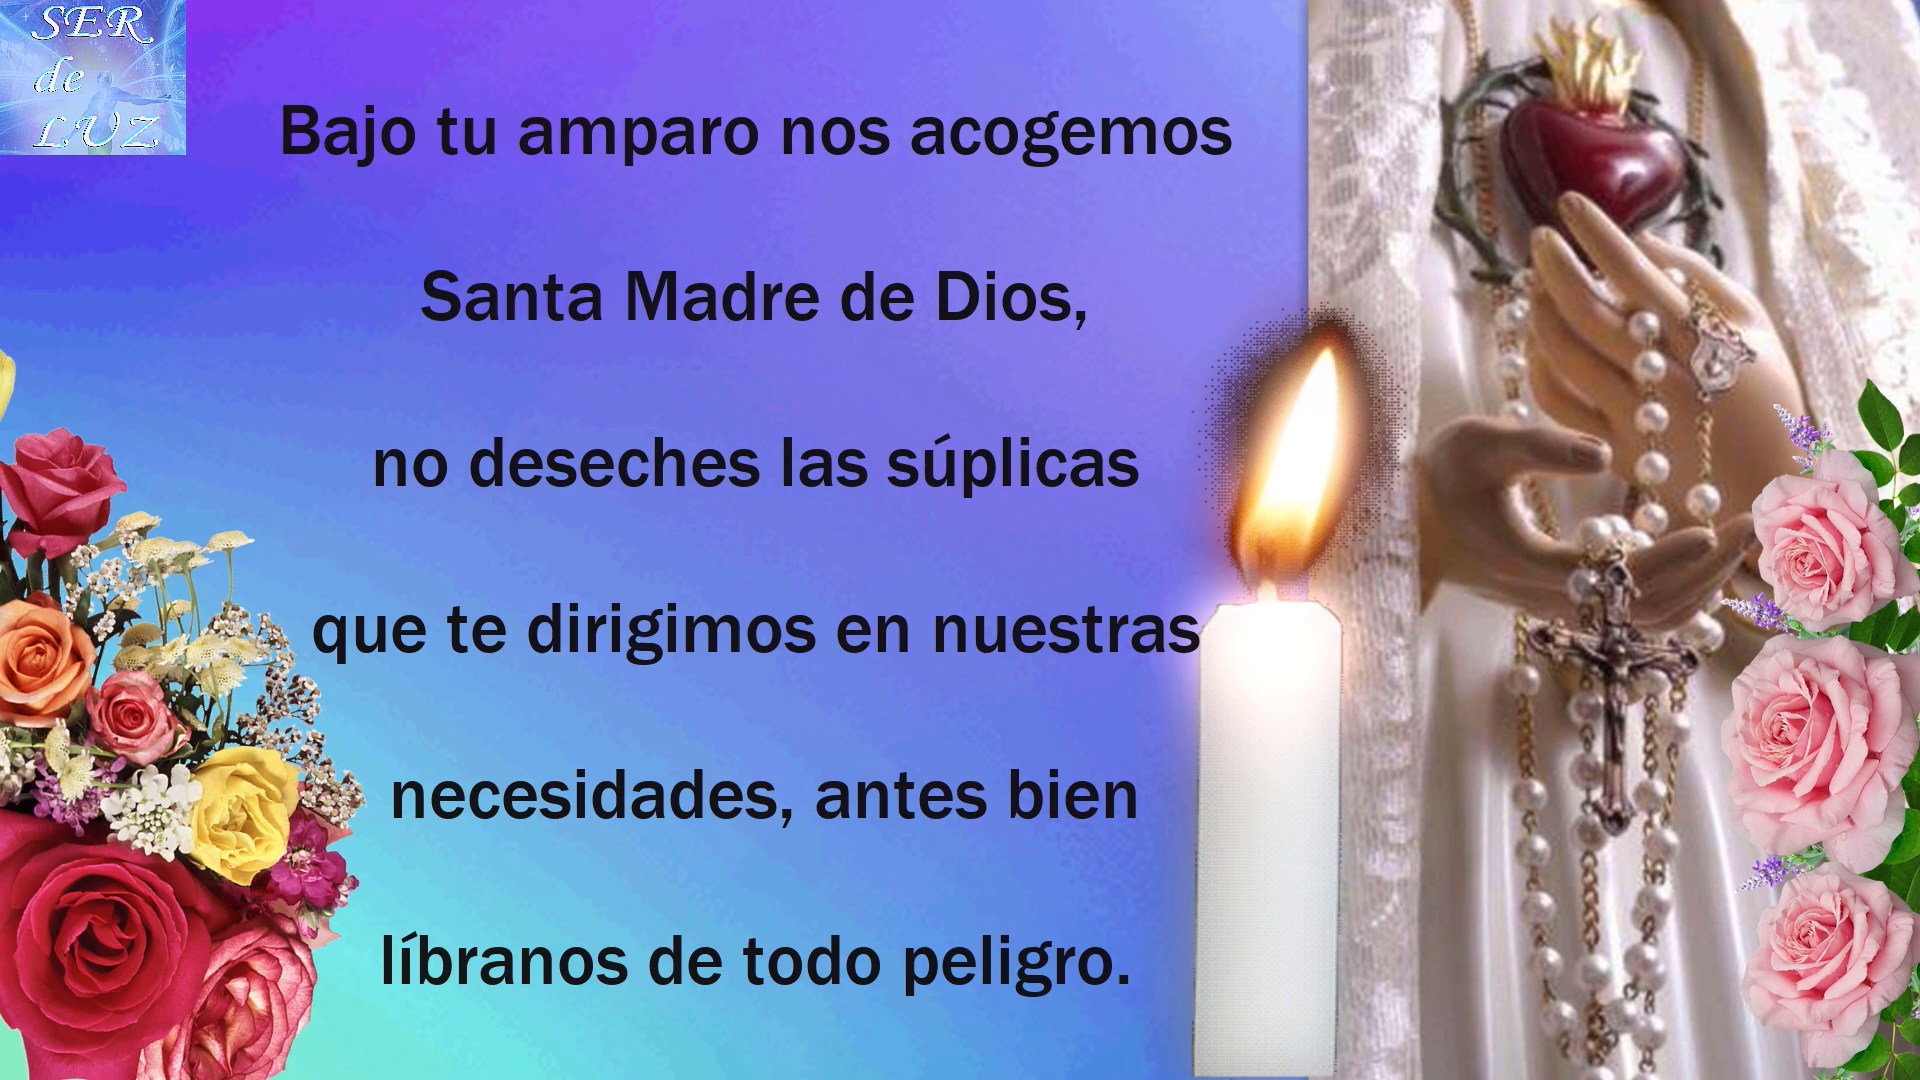 SER
de
LUZ
Bajo tu amparo nos acogemos
Santa Madre de Dios,
no deseches las súplicas
que te dirigimos en nuestras
necesidades, antes bien
líbranos de todo peligro.